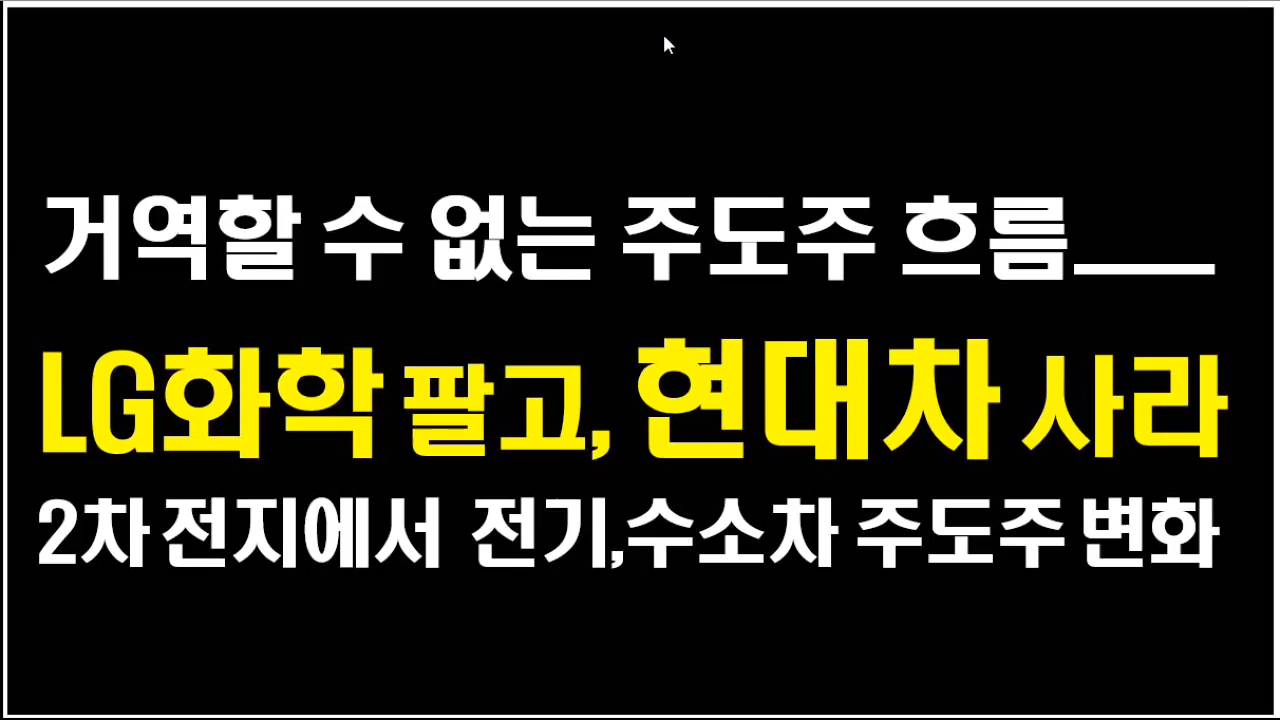 거역할 수 없는 주도주 흐름___
LG화학 팔고, 현대차 사라
2차 전지에서 전기,수소차 주도주 변화